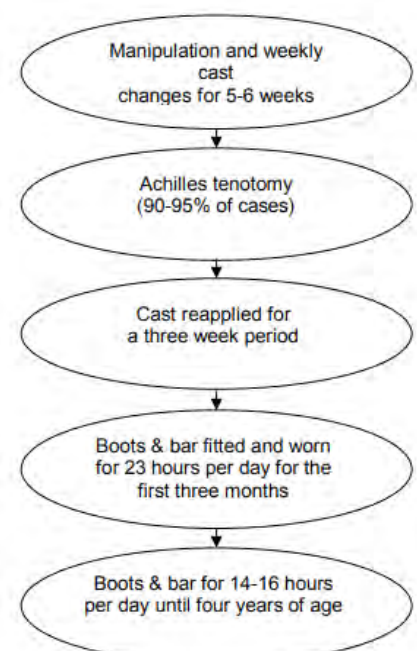 Manipulation and weekly
cast
changes for 5-6 weeks
Achilles tenotomy
(90-95% of cases)
Cast reapplied for
a three week period
Boots & bar fitted and worn
for 23 hours per day for the
first three months
Boots & bar for 14-16 hours
per day until four years of age